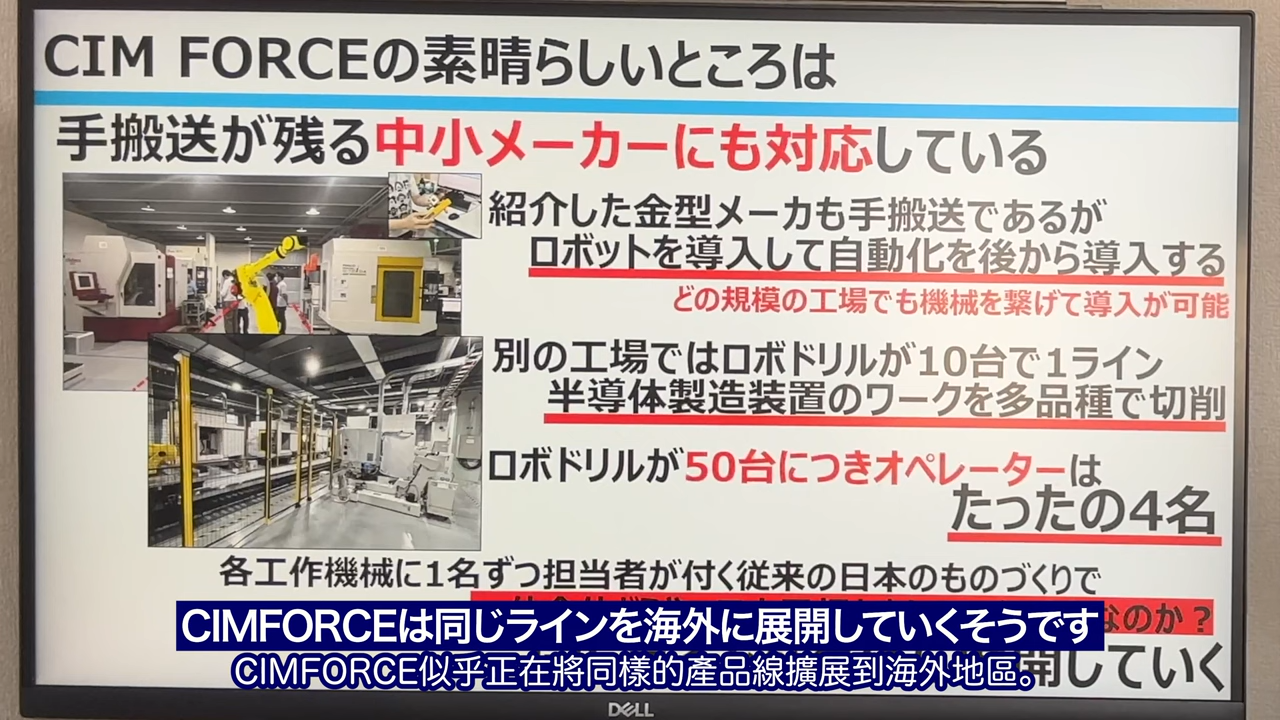 CIM FORCEの素晴らしいところは
手搬送が残る中小メーカーにも対応している
紹介した金型メーカも手搬送であるが
ロボットを導入して自動化を後から導入する
どの規模の工場でも機械を繋げて導入が可能
別の工場ではロボドリルが10台で1ライン
半導体製造装置のワークを多品種で切削
ロボドリルが50台につきオペレーターは
たったの4名
各工作機械に1名ずつ担当者が付く従来の日本のものづくりで
なのか？
CIMFORCEは同じラインを海外に展開していくそうです
開していく
CIMFORCE似乎正在將同樣的產品線擴展到海外地區。
DELL